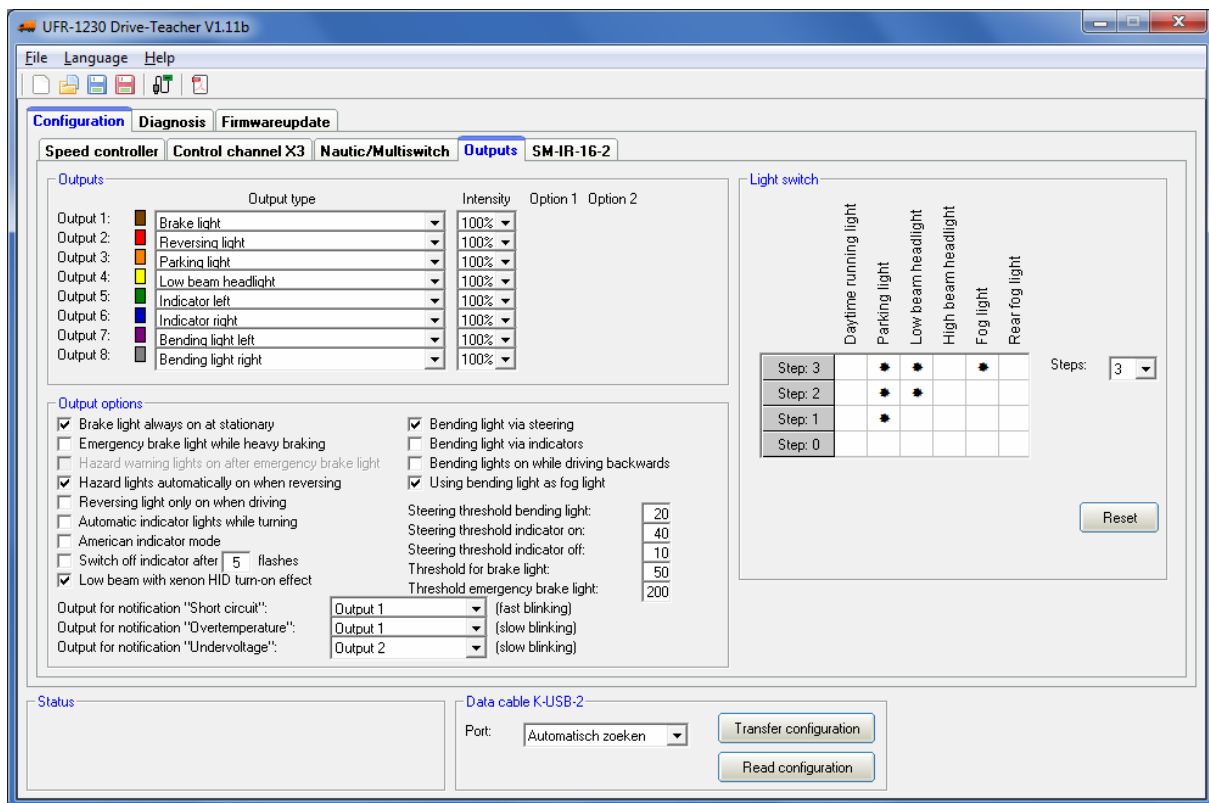 UFR-1230 Drive-Teacher V1.11b
File Language Help
Configuration Diagnosis Firmwareupdate
Speed controller Control channel X3 Nautic/Multiswitch Outputs SM-IR-16-2
Outputs
Output type Intensity Option 1 Option 2
Output 1: Brake light 100%
Output 2: Reversing light 100%
Output 3: Parking light 100%
Output 4: Low beam headlight 100%
Output 5: Indicator left 100%
Output 6: Indicator right 100%
Output 7: Bending light left 100%
Output 8: Bending light right 100%
Output options
Brake light always on at stationary
Emergency brake light while heavy braking
Hazard warning lights on after emergency brake light
Hazard lights automatically on when reversing
Reversing light only on when driving
Automatic indicator lights while turning
American indicator mode
Switch off indicator after 5 flashes
Low beam with xenon HID turn-on effect
Bending light via steering
Bending light via indicators
Bending lights on while driving backwards
Using bending light as fog light
Steering threshold bending light: 20
Steering threshold indicator on: 40
Steering threshold indicator off: 10
Threshold for brake light: 50
Threshold emergency brake light: 200
Output for notification "Short circuit": Output 1 (fast blinking)
Output for notification "Overtemperature": Output 1 (slow blinking)
Output for notification "Undervoltage": Output 2 (slow blinking)
Light switch
Daytime running light
Parking light
Low beam headlight
High beam headlight
Fog light
Rear fog light
Step: 3
Step: 2
Step: 1
Step: 0
Steps: 3
Reset
Status
Data cable K-USB-2
Port: Automatisch zoeken
Transfer configuration
Read configuration